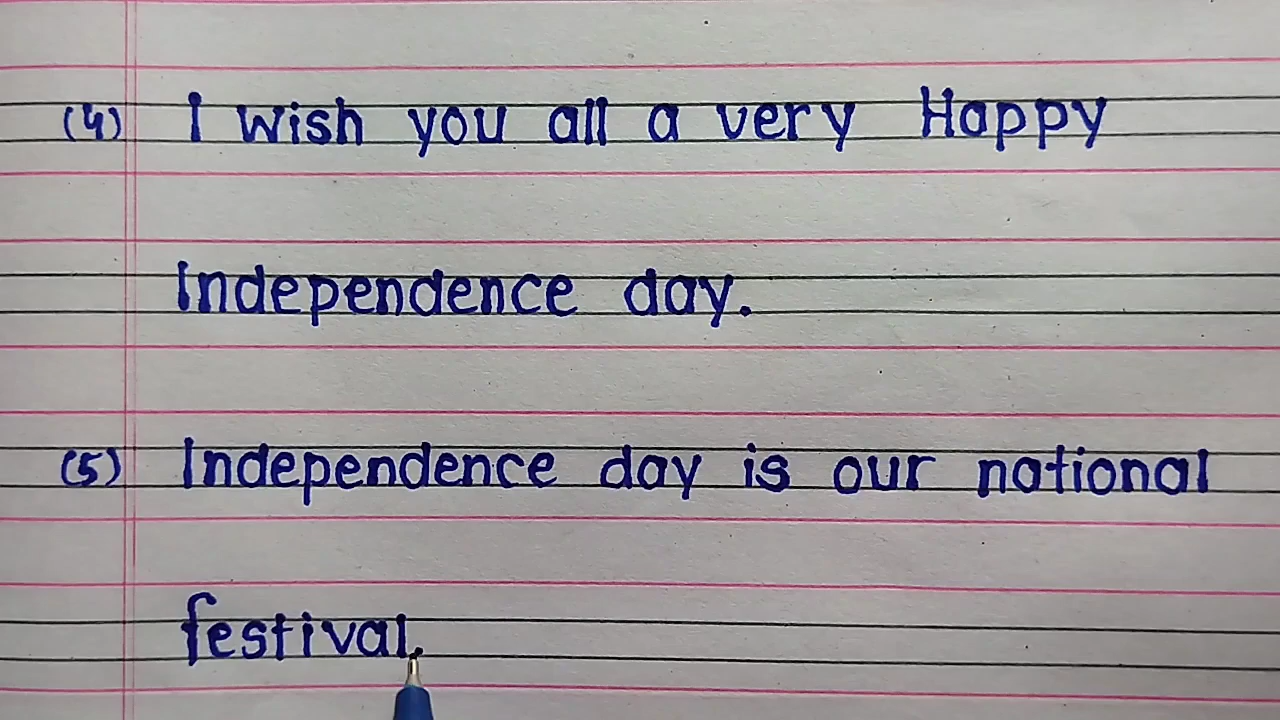 (4) I wish you all a very Happy
Independence day.
(5) Independence day is our national
festival.